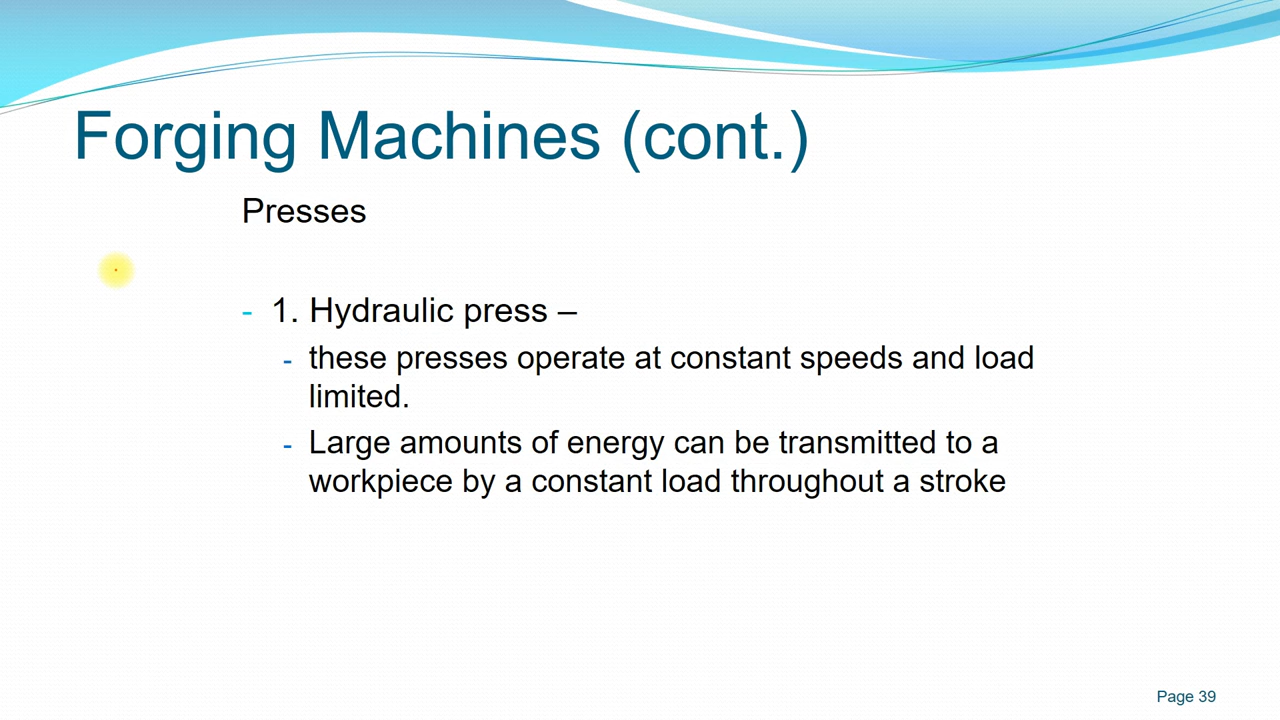 Forging Machines (cont.)
Presses
- 1. Hydraulic press –
- these presses operate at constant speeds and load
limited.
- Large amounts of energy can be transmitted to a
workpiece by a constant load throughout a stroke
Page 39